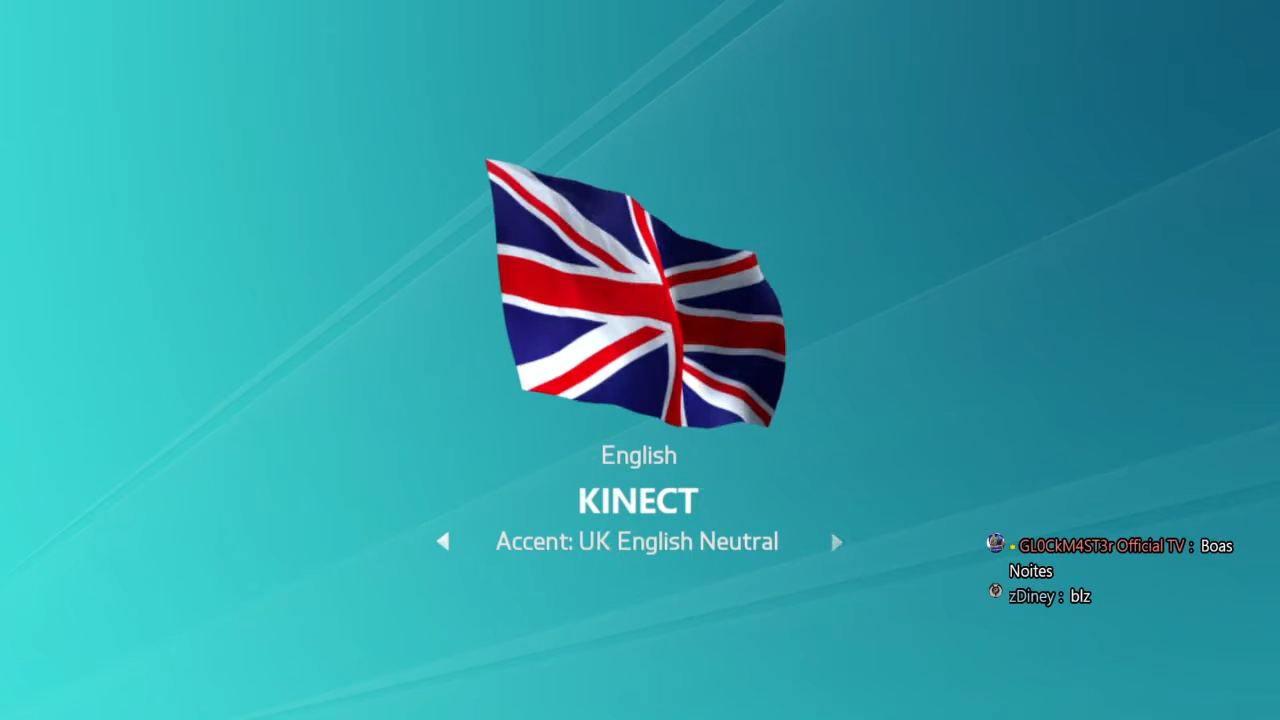 English
KINECT
Accent: UK English Neutral
GL0CkM4ST3r Official TV : Boas
Noites
zDiney : blz